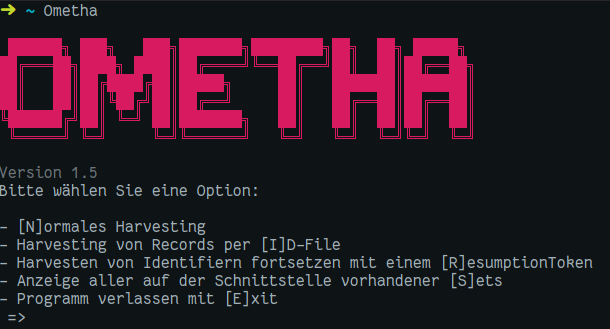 ➜ ~ Ometha
OMETHA
Version 1.5
Bitte wählen Sie eine Option:
- [N]ormales Harvesting
- Harvesting von Records per [I]D-File
- Harvesten von Identifiern fortsetzen mit einem [R]esumptionToken
- Anzeige aller auf der Schnittstelle vorhandener [S]ets
- Programm verlassen mit [E]xit
=>